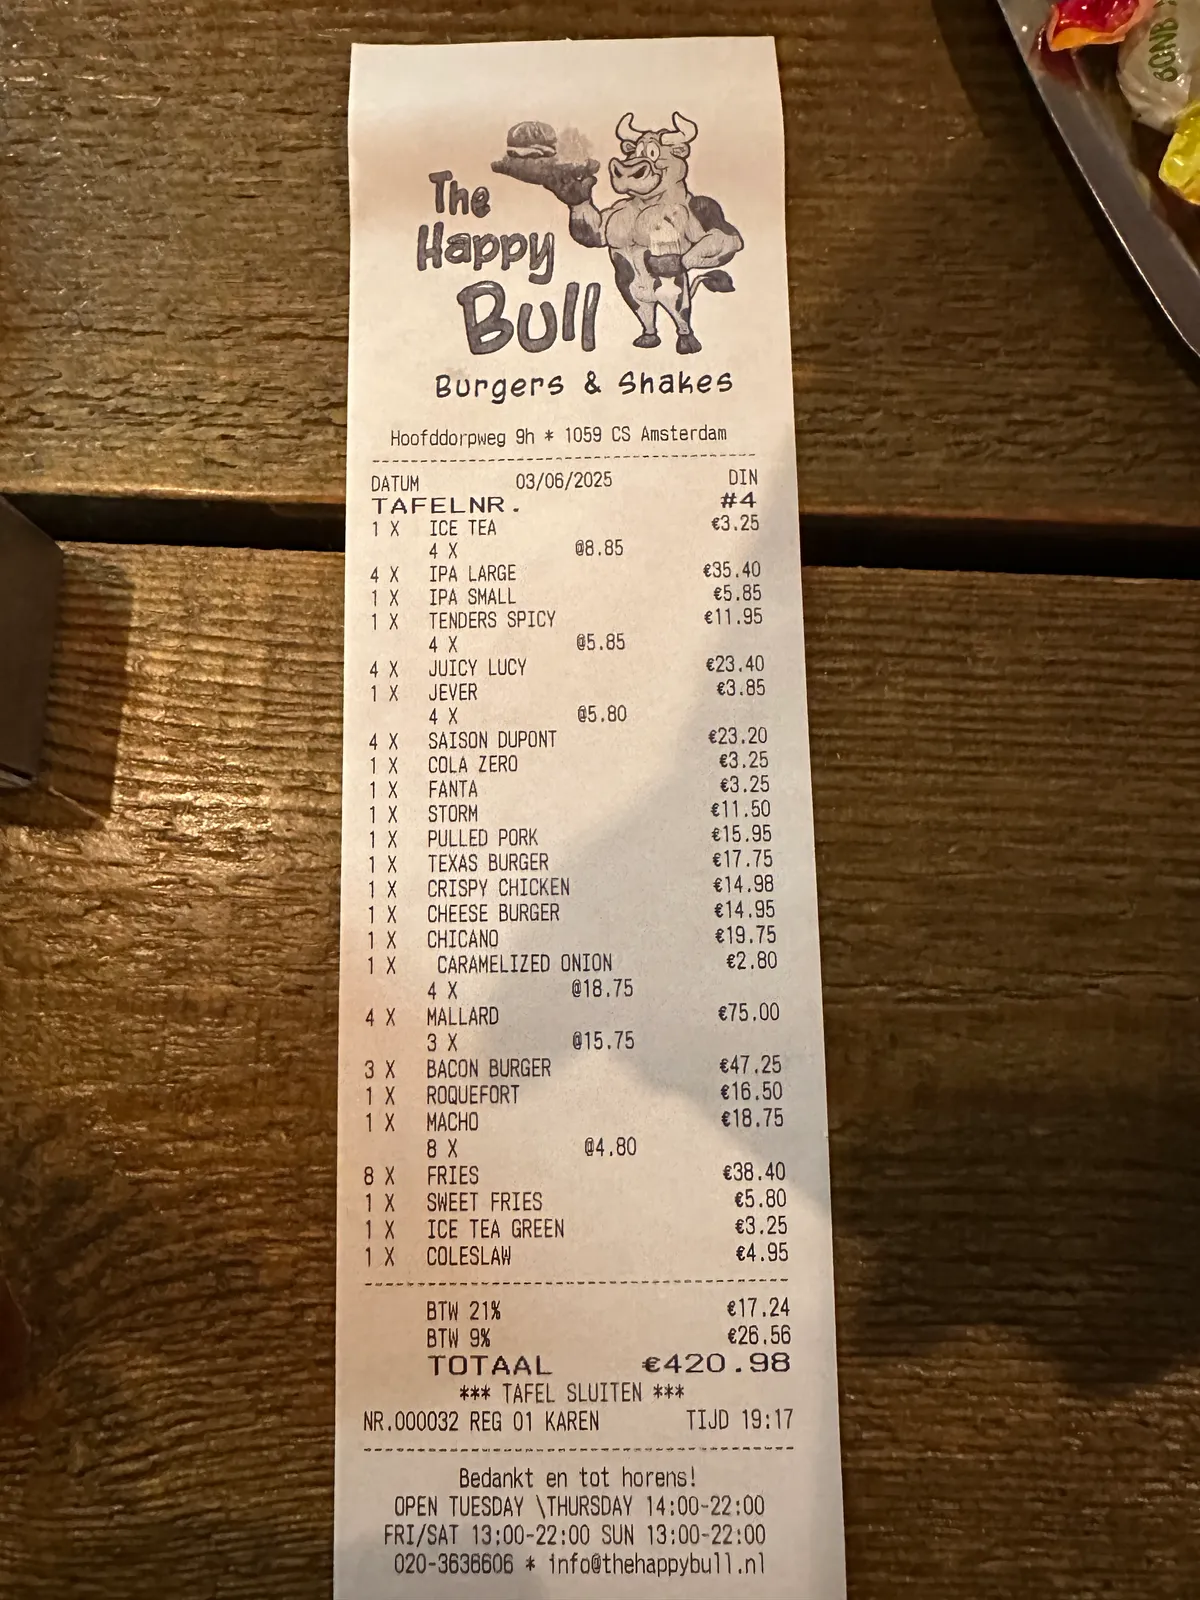 The
Happy
Bull
Burgers & Shakes
Hoofddorpweg 9h * 1059 CS Amsterdam
DATUM 03/06/2025 DIN
TAFELNR. #4
1 X ICE TEA €3.25
4 X @8.85
4 X IPA LARGE €35.40
1 X IPA SMALL €5.85
1 X TENDERS SPICY €11.95
4 X @5.85
4 X JUICY LUCY €23.40
1 X JEVER €3.85
4 X @5.80
4 X SAISON DUPONT €23.20
1 X COLA ZERO €3.25
1 X FANTA €3.25
1 X STORM €11.50
1 X PULLED PORK €15.95
1 X TEXAS BURGER €17.75
1 X CRISPY CHICKEN €14.98
1 X CHEESE BURGER €14.95
1 X CHICANO €19.75
1 X CARAMELIZED ONION €2.80
4 X @18.75
4 X MALLARD €75.00
3 X @15.75
3 X BACON BURGER €47.25
1 X ROQUEFORT €16.50
1 X MACHO €18.75
8 X @4.80
8 X FRIES €38.40
1 X SWEET FRIES €5.80
1 X ICE TEA GREEN €3.25
1 X COLESLAW €4.95
BTW 21% €17.24
BTW 9% €26.56
TOTAAL €420.98
*** TAFEL SLUITEN ***
NR.000032 REG 01 KAREN TIJD 19:17
Bedankt en tot horens!
OPEN TUESDAY \THURSDAY 14:00-22:00
FRI/SAT 13:00-22:00 SUN 13:00-22:00
020-3636606 * info@thehappybull.nl